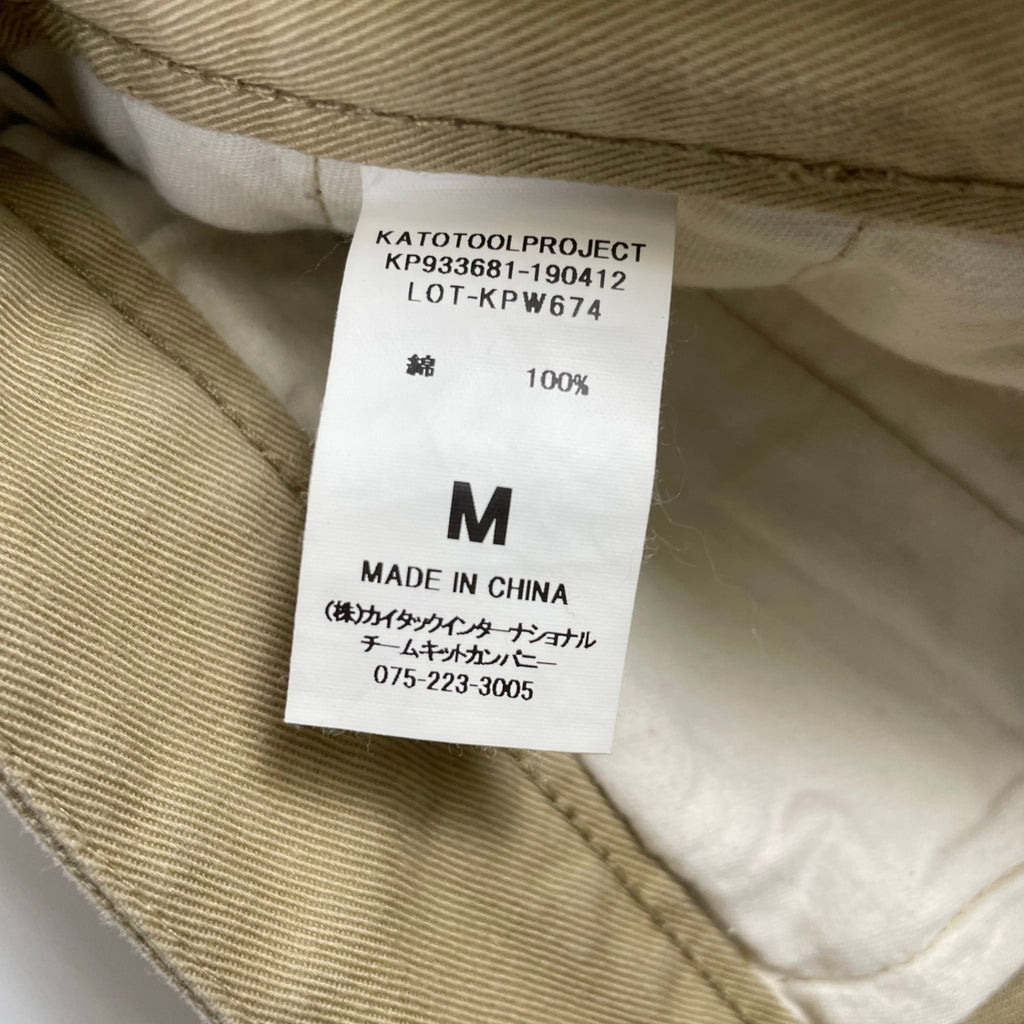 KATOTOOLPROJECT
KP933681-190412
LOT-KPW674
綿 100%
M
MADE IN CHINA
(株)カイタックインターナショナル
チームキットカンパニー
075-223-3005